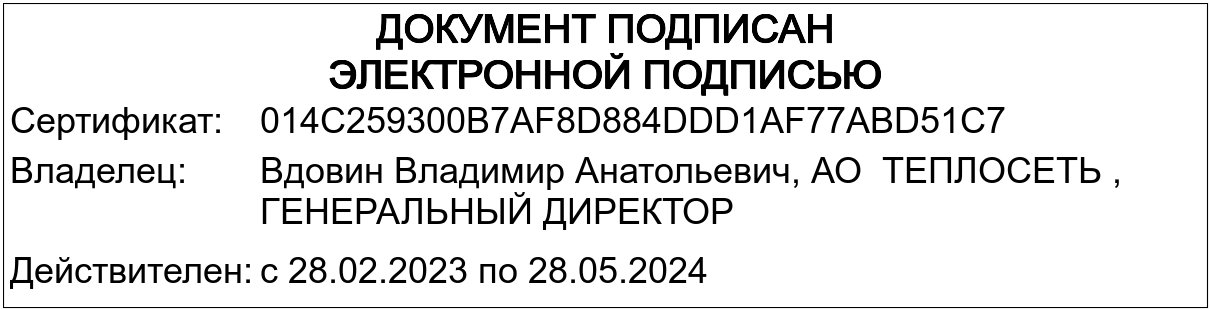 ДОКУМЕНТ ПОДПИСАН
ЭЛЕКТРОННОЙ ПОДПИСЬЮ
Сертификат: 014C259300B7AF8D884DDD1AF77ABD51C7
Владелец: Вдовин Владимир Анатольевич, АО ТЕПЛОСЕТЬ ,
ГЕНЕРАЛЬНЫЙ ДИРЕКТОР
Действителен: с 28.02.2023 по 28.05.2024